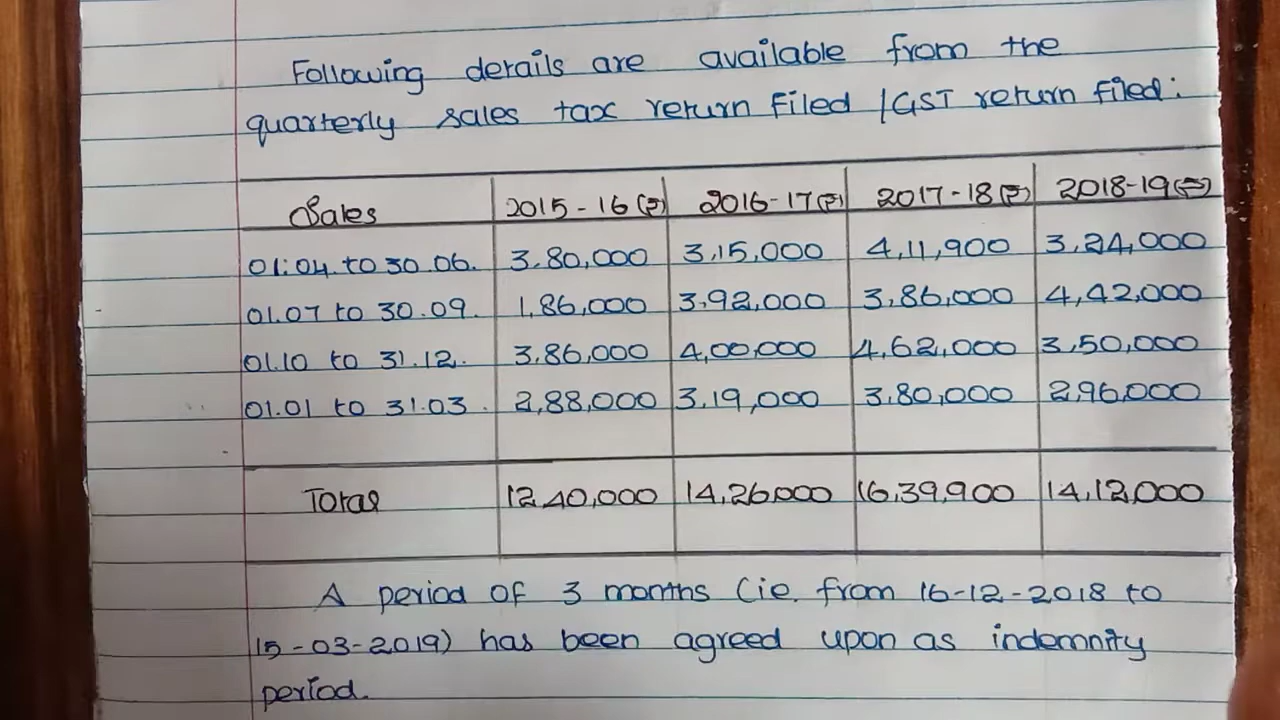 Following details are available from the
quarterly sales tax return Filed /GST return filed:
Sales 2015-16(₹) 2016-17(₹) 2017-18(₹) 2018-19(₹)
01.04. to 30.06. 3,80,000 3,15,000 4,11,900 3,24,000
01.07 to 30.09. 1,86,000 3,92,000 3,86,000 4,42,000
01.10 to 31.12. 3,86,000 4,00,000 4,62,000 3,50,000
01.01 to 31.03. 2,88,000 3,19,000 3,80,000 2,96,000
Total 12,40,000 14,26,000 16,39,900 14,12,000
A period of 3 months (ie. from 16-12-2018 to
15-03-2019) has been agreed upon as indemnity
period.